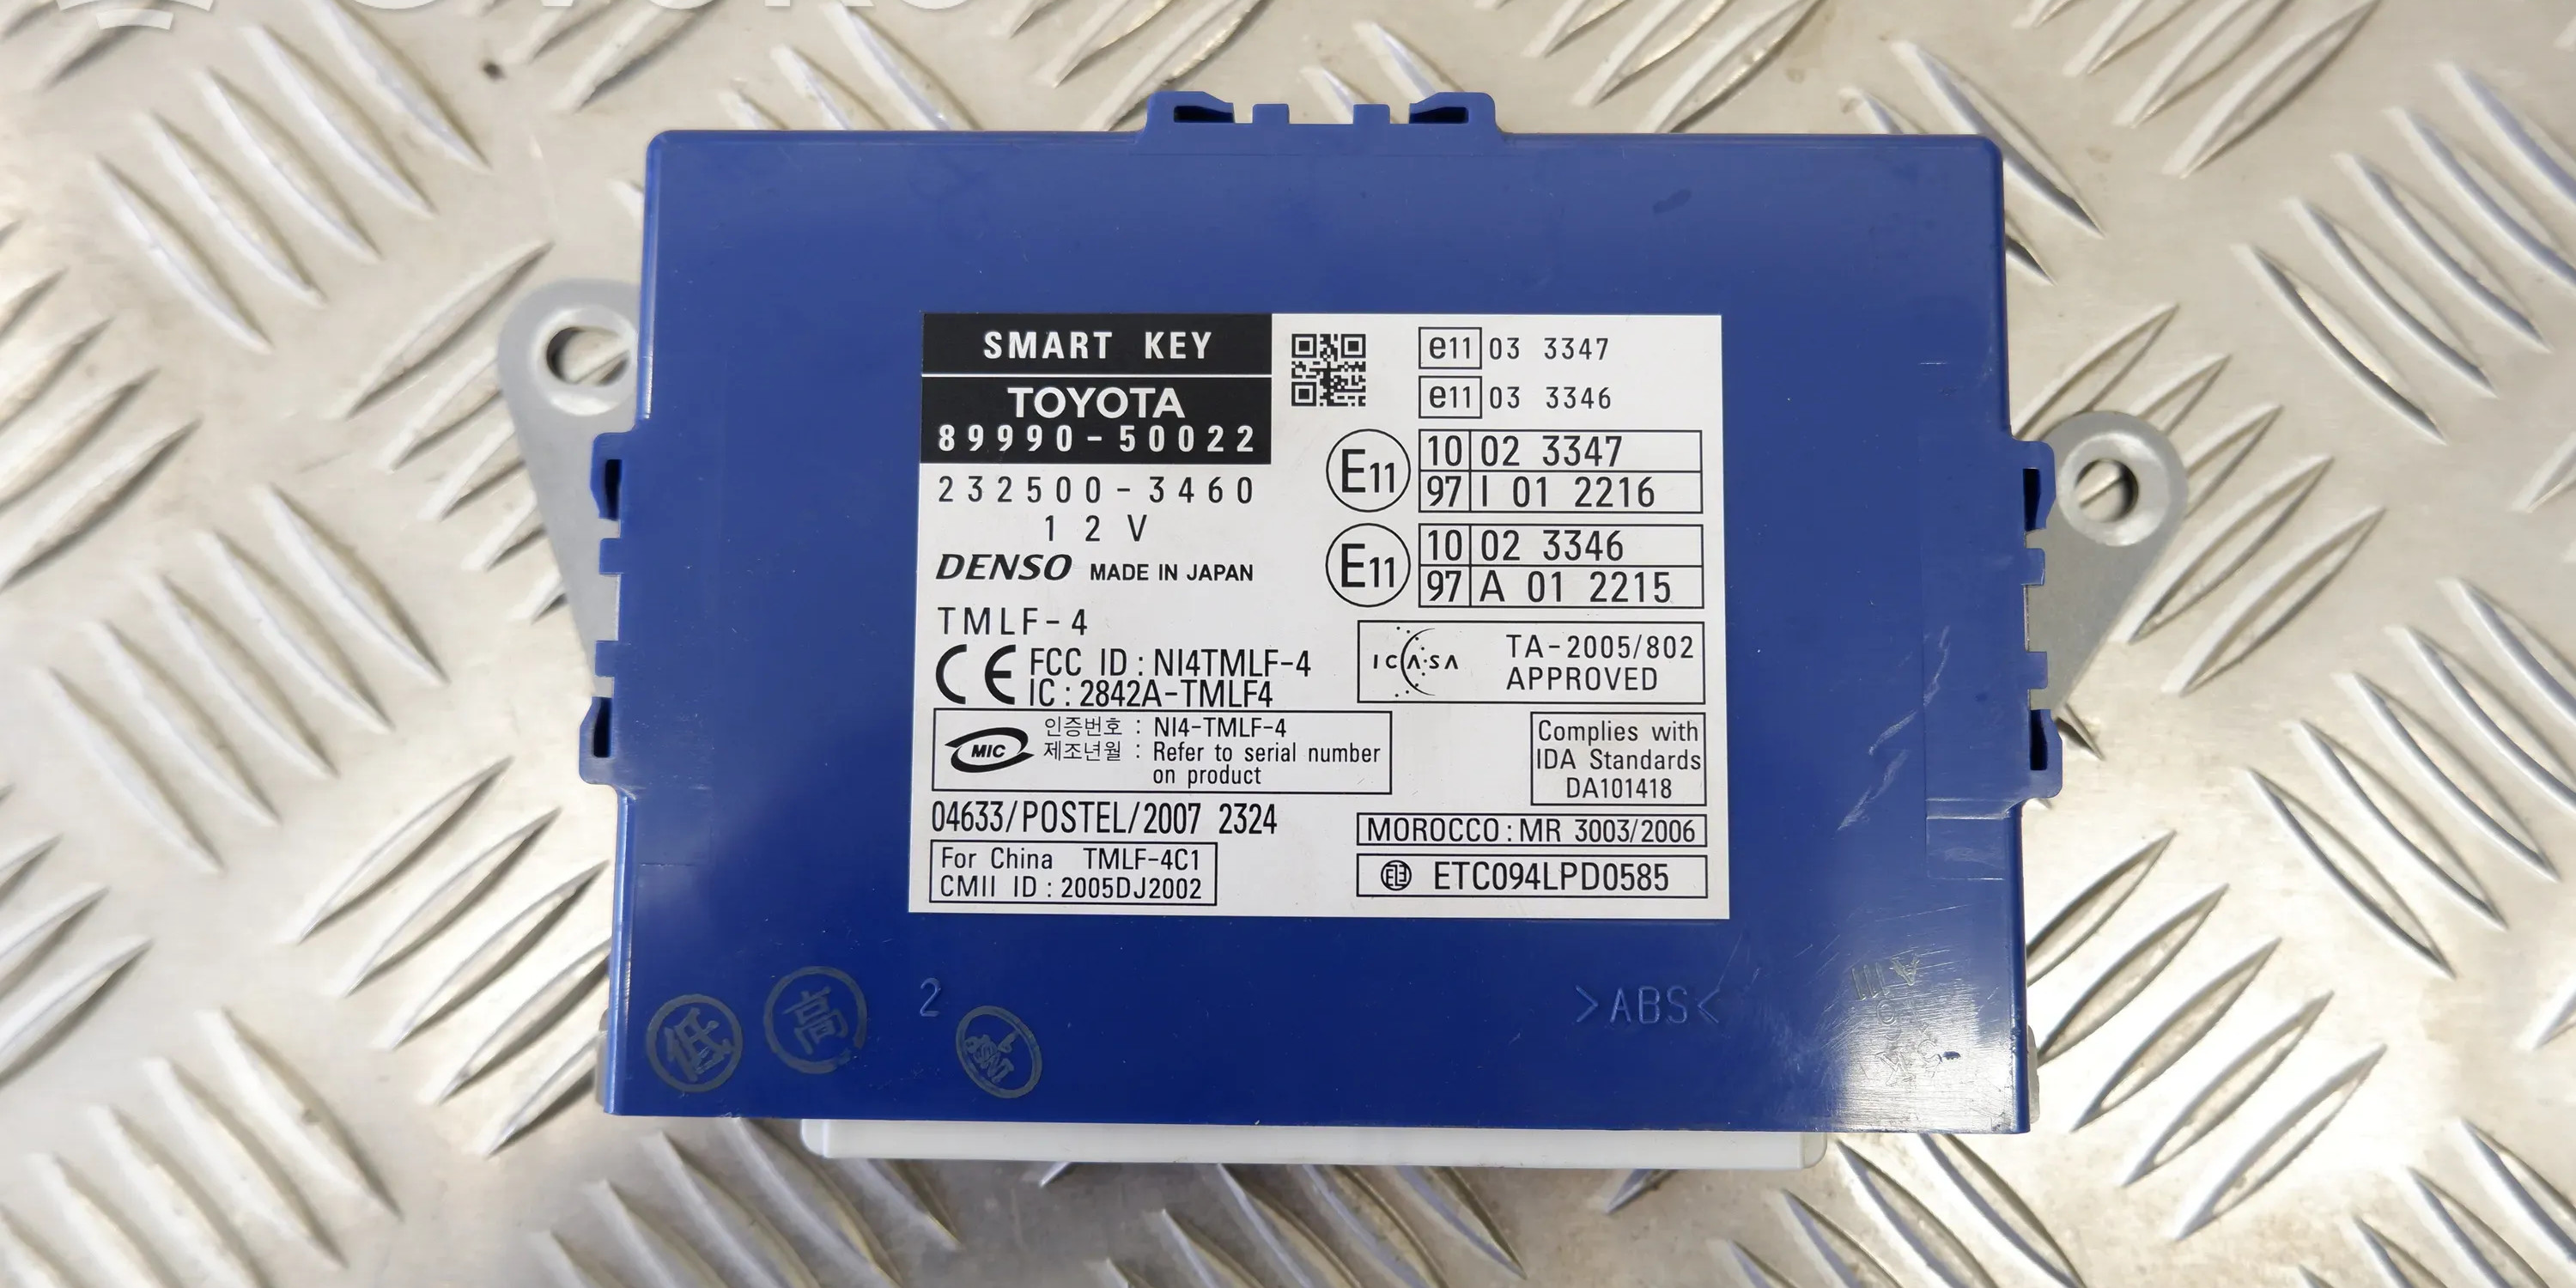 SMART KEY
TOYOTA
89990-50022
232500-3460
12V
DENSO MADE IN JAPAN
TMLF-4
CE FCC ID : NI4TMLF-4
IC : 2842A-TMLF4
MIC 인증번호 : NI4-TMLF-4
제조년월 : Refer to serial number
on product
04633/POSTEL/2007 2324
For China TMLF-4C1
CMII ID : 2005DJ2002
e11 03 3347
e11 03 3346
E11 10 02 3347
97 I 01 2216
E11 10 02 3346
97 A 01 2215
ICASA TA-2005/802
APPROVED
Complies with
IDA Standards
DA101418
MOROCCO : MR 3003/2006
ETC094LPD0585
低 高 2
>ABS<